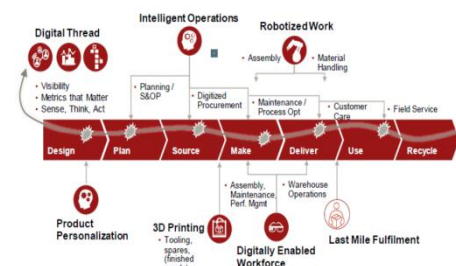 Intelligent Operations
Digital Thread
Robotized Work
• Assembly
• Material
Handling
• Visibility
• Metrics that Matter
• Sense, Think, Act
• Planning /
S&OP
• Digitized
Procurement
• Maintenance /
Process Opt
• Customer
Care
• Field Service
Design
Plan
Source
Make
Deliver
Use
Recycle
• Assembly,
Maintenance,
Perf. Mgmt
• Warehouse
Operations
Product
Personalization
3D Printing
• Tooling,
spares,
(finished
Digitally Enabled
Workforce
Last Mile Fulfilment